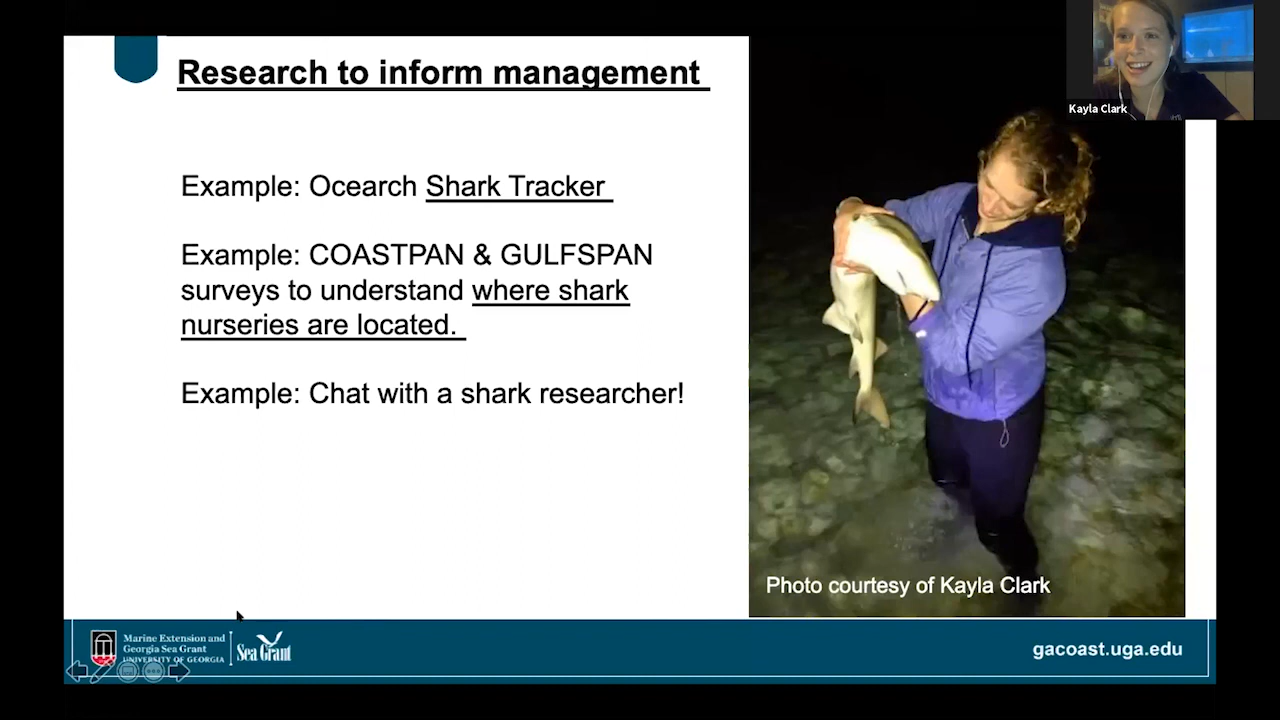 Kayla Clark
Research to inform management
Example: Ocearch Shark Tracker
Example: COASTPAN & GULFSPAN
surveys to understand where shark
nurseries are located.
Example: Chat with a shark researcher!
Photo courtesy of Kayla Clark
Marine Extension and
Georgia Sea Grant
UNIVERSITY OF GEORGIA
Sea Grant
gacoast.uga.edu